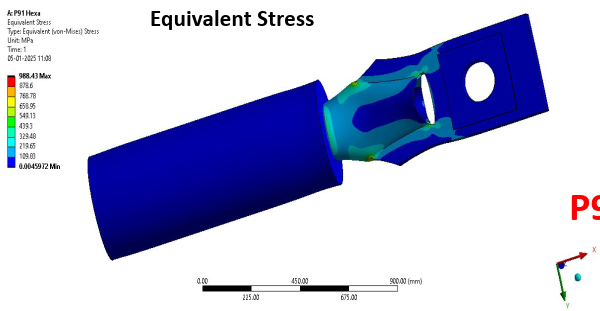 Equivalent Stress
A: P91 Hexa
Equivalent Stress
Type: Equivalent (von-Mises) Stress
Unit: MPa
Time: 1
05-01-2025 11:08
988.43 Max
878.6
768.78
658.95
549.13
439.3
329.48
219.65
109.83
0.0045972 Min
P9
0.00
450.00
900.00 (mm)
225.00
675.00
X
Y